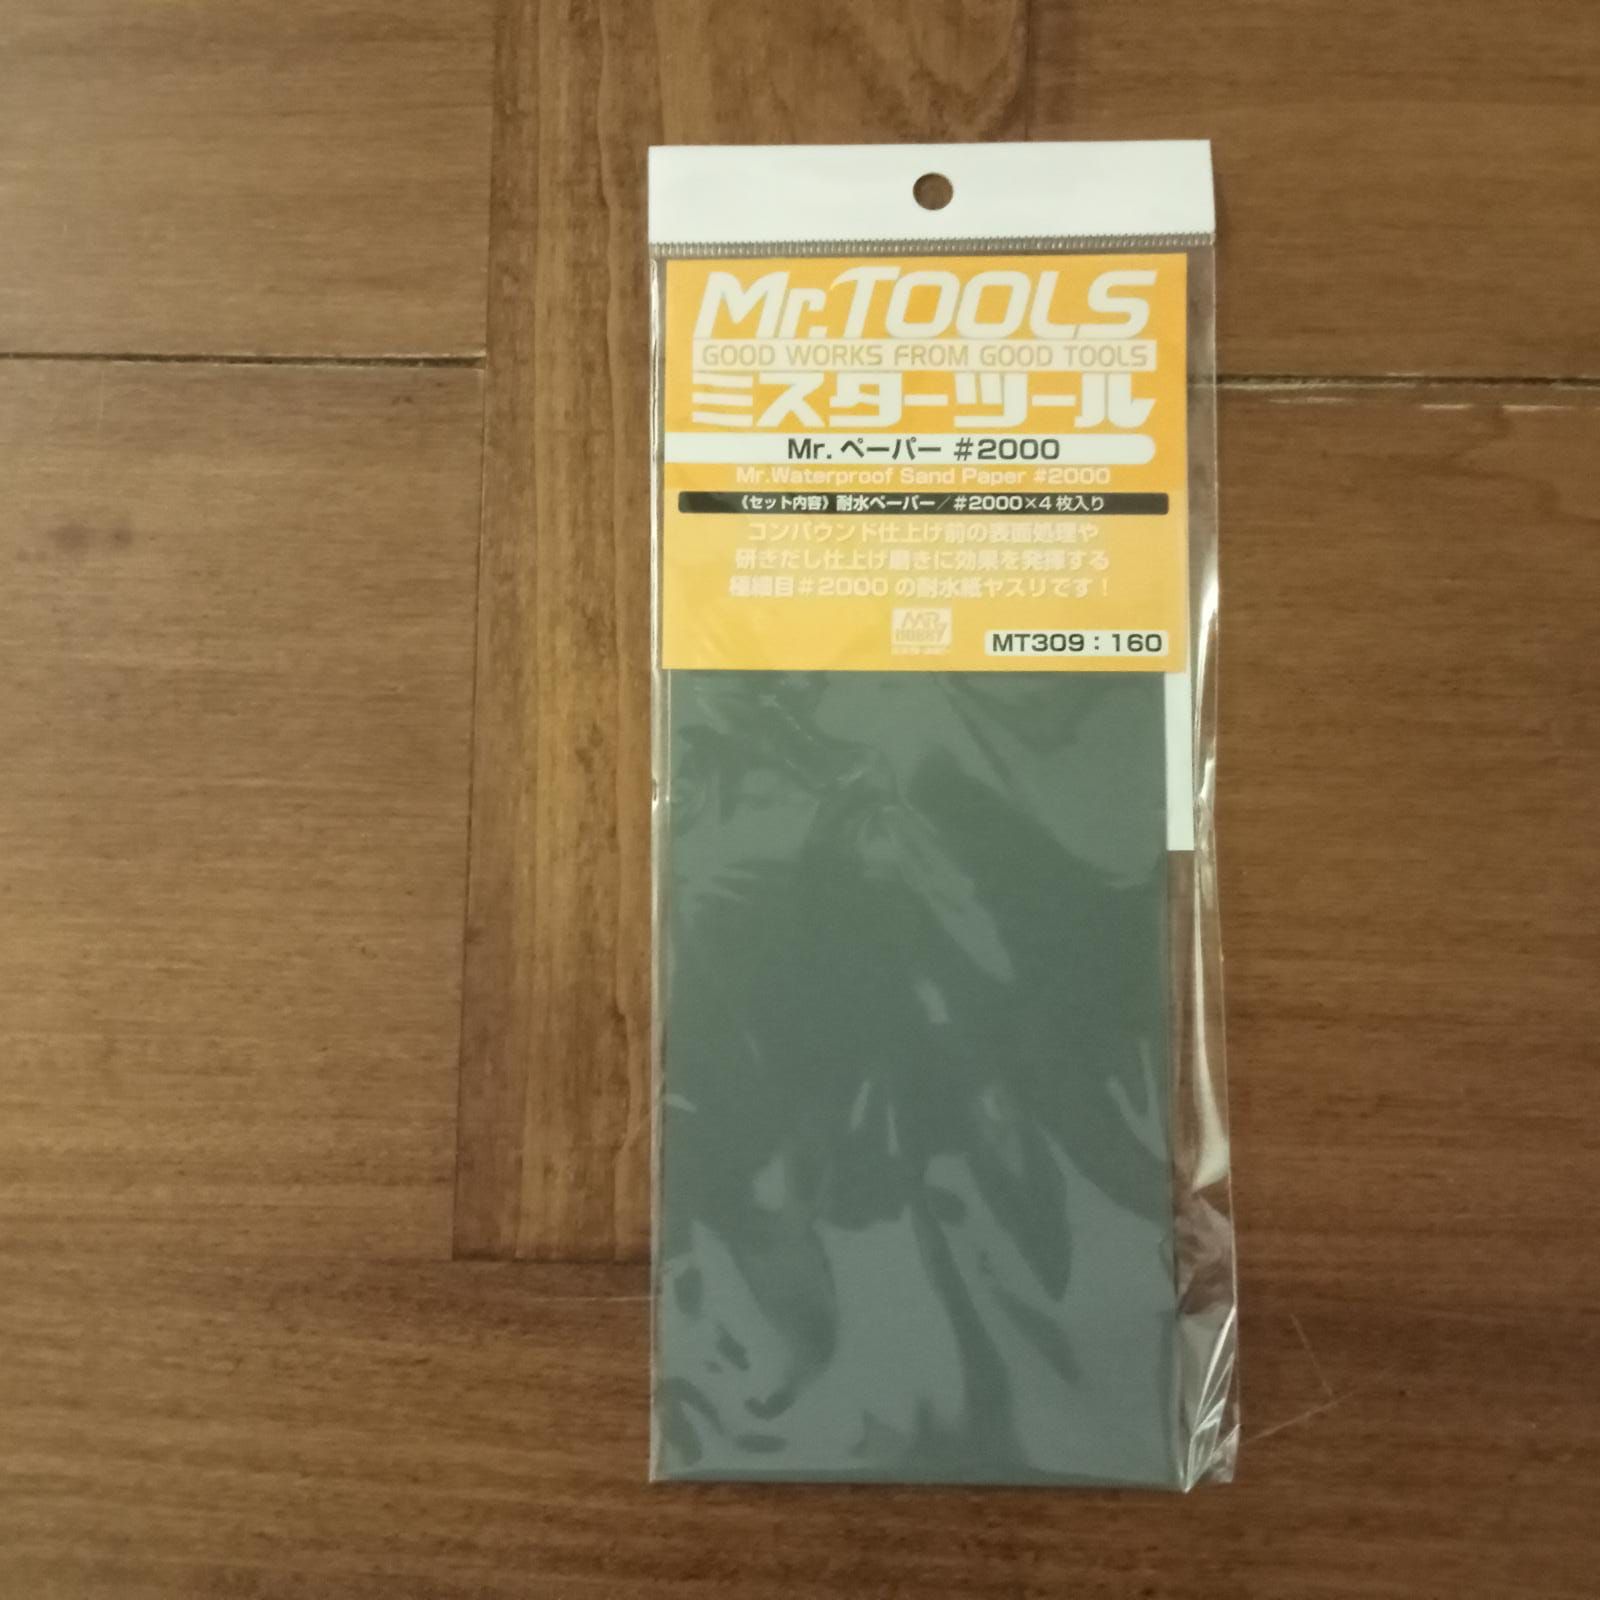 Mr.TOOLS
GOOD WORKS FROM GOOD TOOLS
ミスターツール
Mr. ペーパー #2000
Mr.Waterproof Sand Paper #2000
《セット内容》耐水ペーパー/#2000×4枚入り
コンパウンド仕上げ前の表面処理や
研ぎだし仕上げ磨きに効果を発揮する
極細目#2000の耐水紙ヤスリです!
MR HOBBY
MT309:160